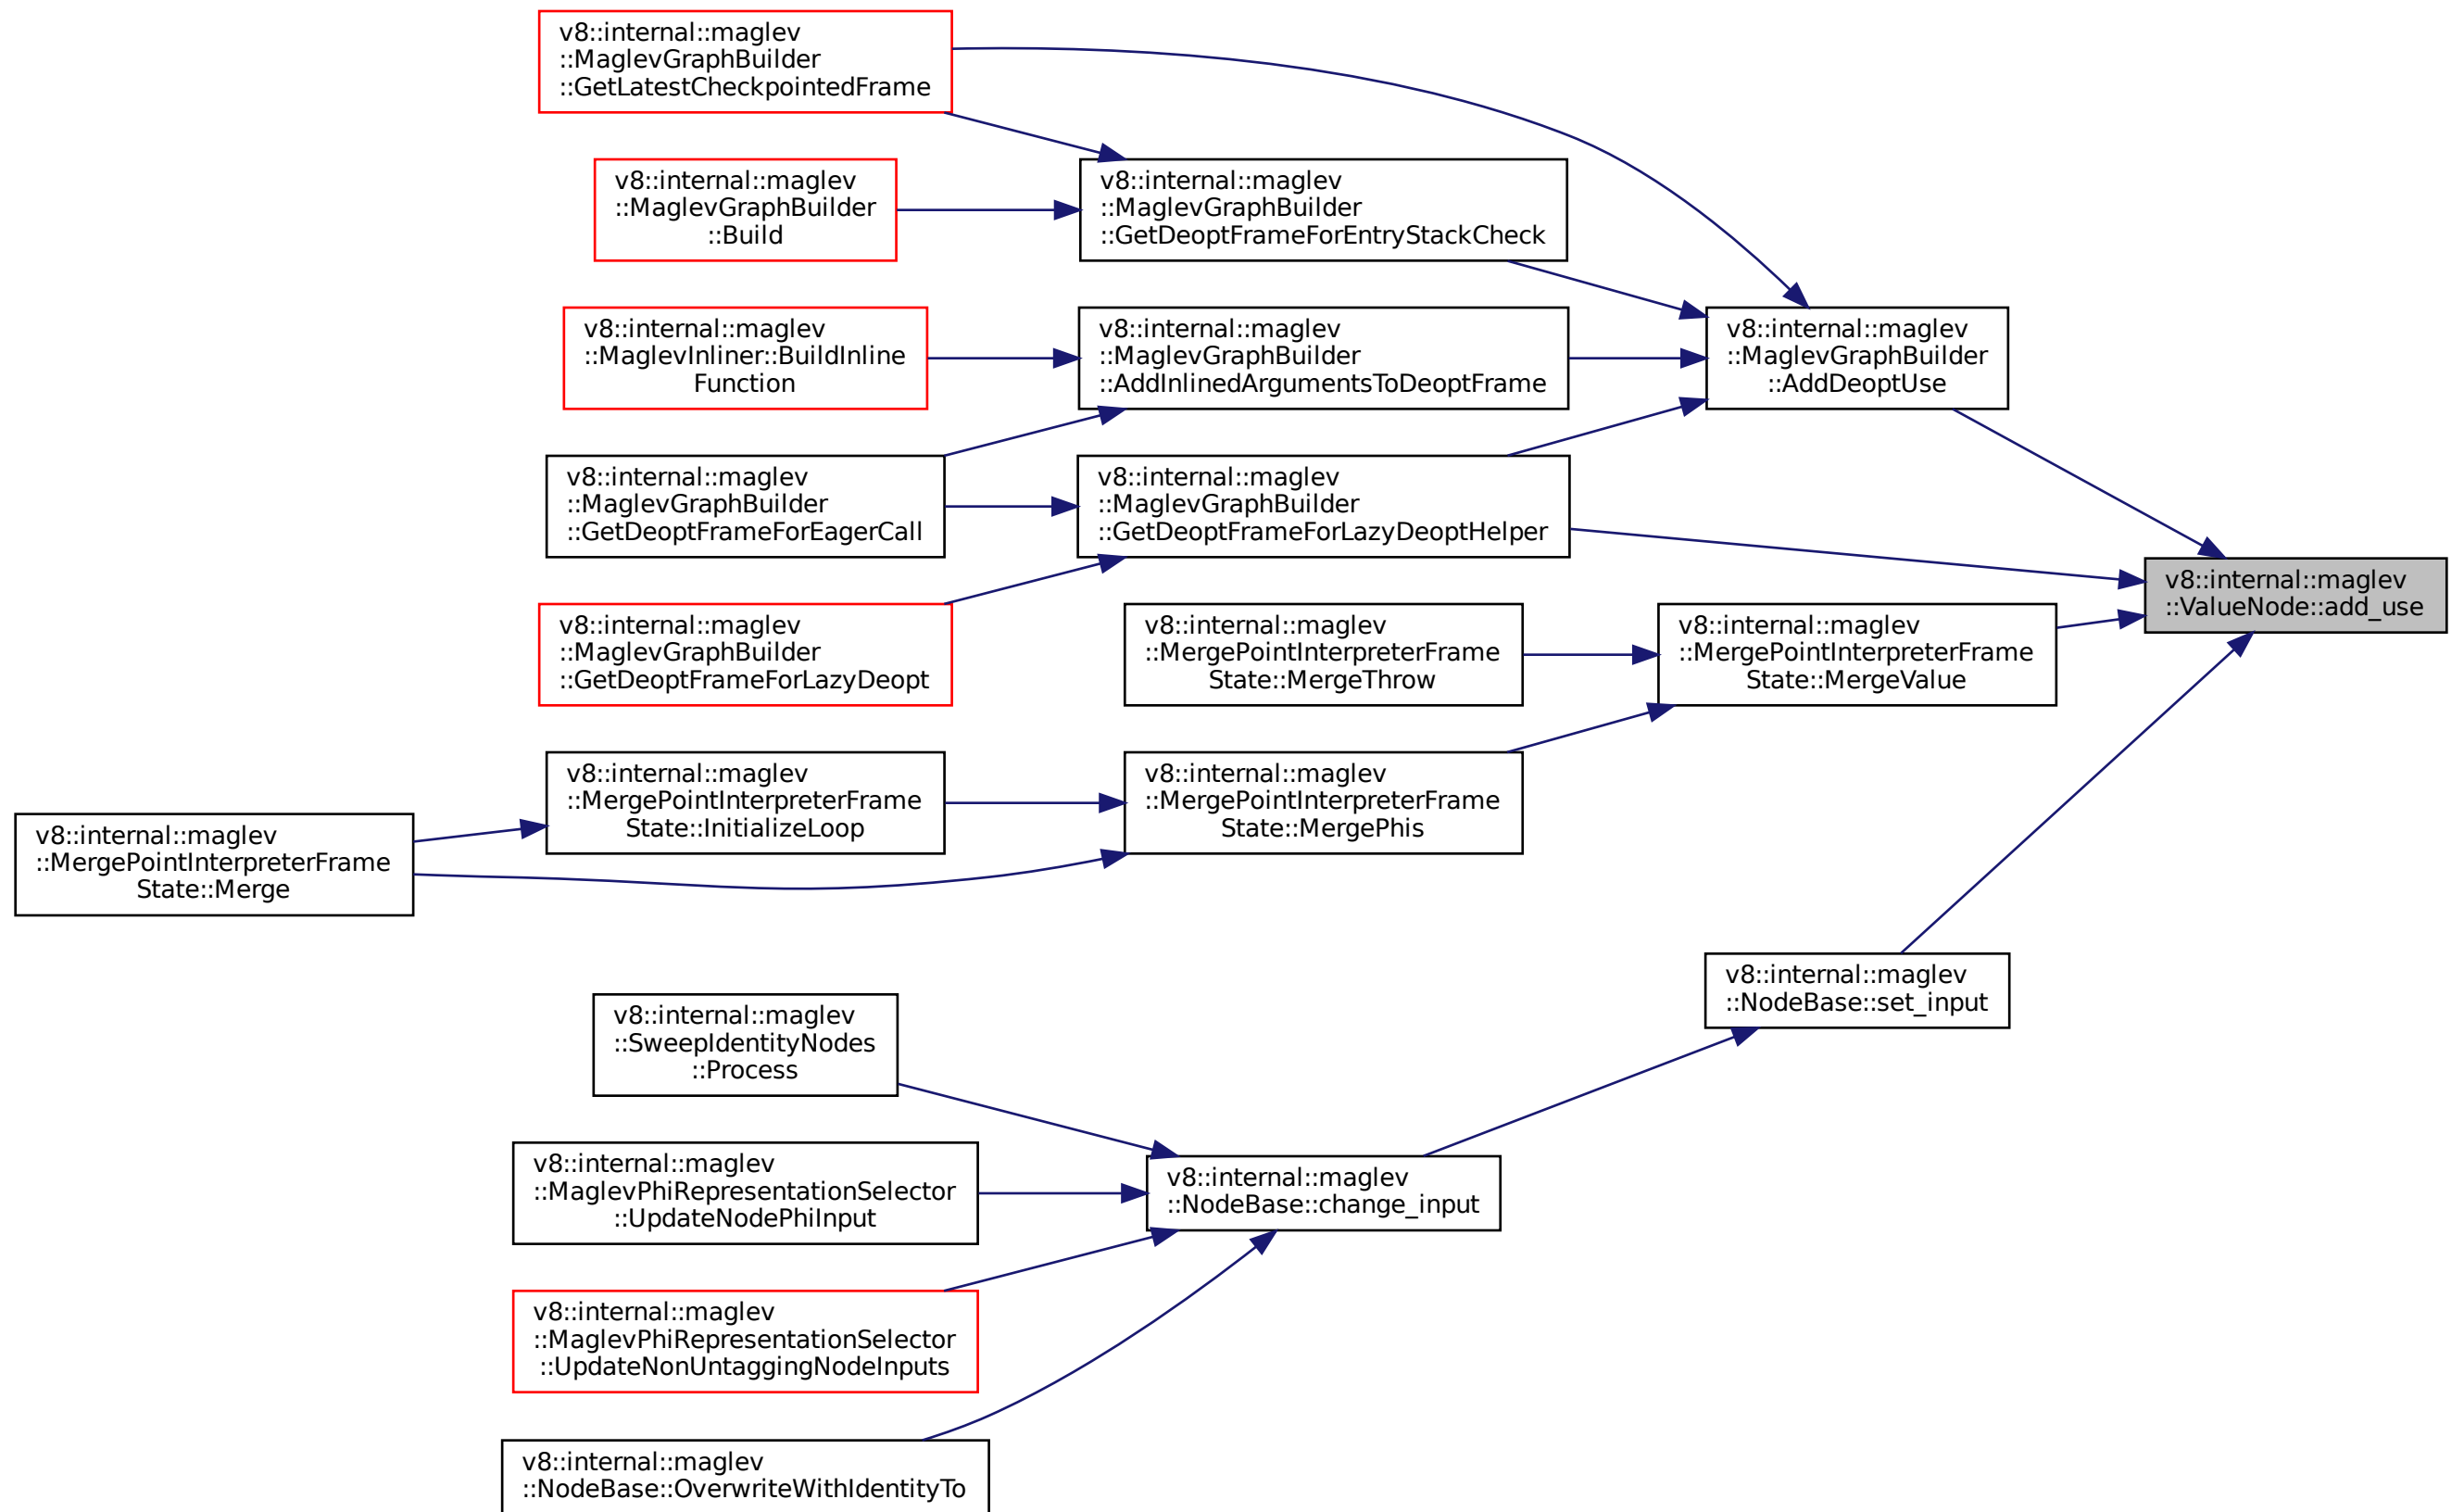 v8::internal::maglev
::MaglevGraphBuilder
::GetLatestCheckpointedFrame
v8::internal::maglev
::MaglevGraphBuilder
::Build
v8::internal::maglev
::MaglevGraphBuilder
::GetDeoptFrameForEntryStackCheck
v8::internal::maglev
::MaglevInliner::BuildInline
Function
v8::internal::maglev
::MaglevGraphBuilder
::AddInlinedArgumentsToDeoptFrame
v8::internal::maglev
::MaglevGraphBuilder
::AddDeoptUse
v8::internal::maglev
::MaglevGraphBuilder
::GetDeoptFrameForEagerCall
v8::internal::maglev
::MaglevGraphBuilder
::GetDeoptFrameForLazyDeoptHelper
v8::internal::maglev
::ValueNode::add_use
v8::internal::maglev
::MaglevGraphBuilder
::GetDeoptFrameForLazyDeopt
v8::internal::maglev
::MergePointInterpreterFrame
State::MergeThrow
v8::internal::maglev
::MergePointInterpreterFrame
State::MergeValue
v8::internal::maglev
::MergePointInterpreterFrame
State::InitializeLoop
v8::internal::maglev
::MergePointInterpreterFrame
State::MergePhis
v8::internal::maglev
::MergePointInterpreterFrame
State::Merge
v8::internal::maglev
::NodeBase::set_input
v8::internal::maglev
::SweepIdentityNodes
::Process
v8::internal::maglev
::MaglevPhiRepresentationSelector
::UpdateNodePhiInput
v8::internal::maglev
::NodeBase::change_input
v8::internal::maglev
::MaglevPhiRepresentationSelector
::UpdateNonUntaggingNodeInputs
v8::internal::maglev
::NodeBase::OverwriteWithIdentityTo